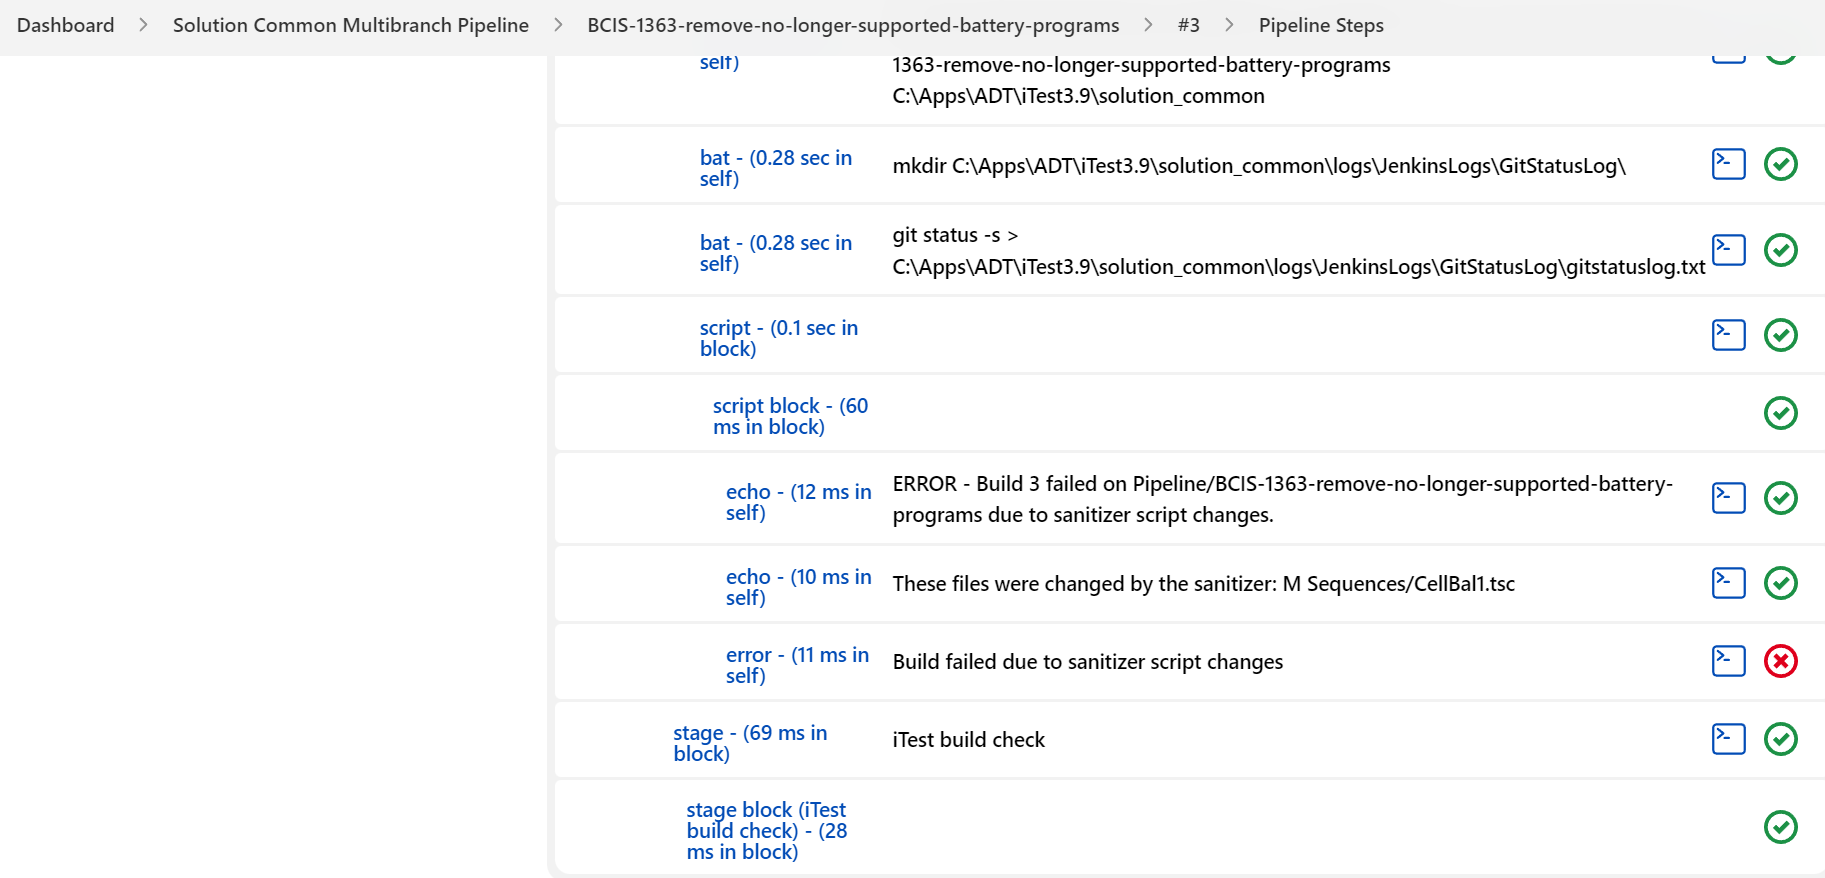 Dashboard > Solution Common Multibranch Pipeline > BCIS-1363-remove-no-longer-supported-battery-programs > #3 > Pipeline Steps
self)
1363-remove-no-longer-supported-battery-programs
C:\Apps\ADT\iTest3.9\solution_common
bat - (0.28 sec in
self)
mkdir C:\Apps\ADT\iTest3.9\solution_common\logs\JenkinsLogs\GitStatusLog\
bat - (0.28 sec in
self)
git status -s >
C:\Apps\ADT\iTest3.9\solution_common\logs\JenkinsLogs\GitStatusLog\gitstatuslog.txt
script - (0.1 sec in
block)
script block - (60
ms in block)
echo - (12 ms in
self)
ERROR - Build 3 failed on Pipeline/BCIS-1363-remove-no-longer-supported-battery-
programs due to sanitizer script changes.
echo - (10 ms in
self)
These files were changed by the sanitizer: M Sequences/CellBal1.tsc
error - (11 ms in
self)
Build failed due to sanitizer script changes
stage - (69 ms in
block)
iTest build check
stage block (iTest
build check) - (28
ms in block)